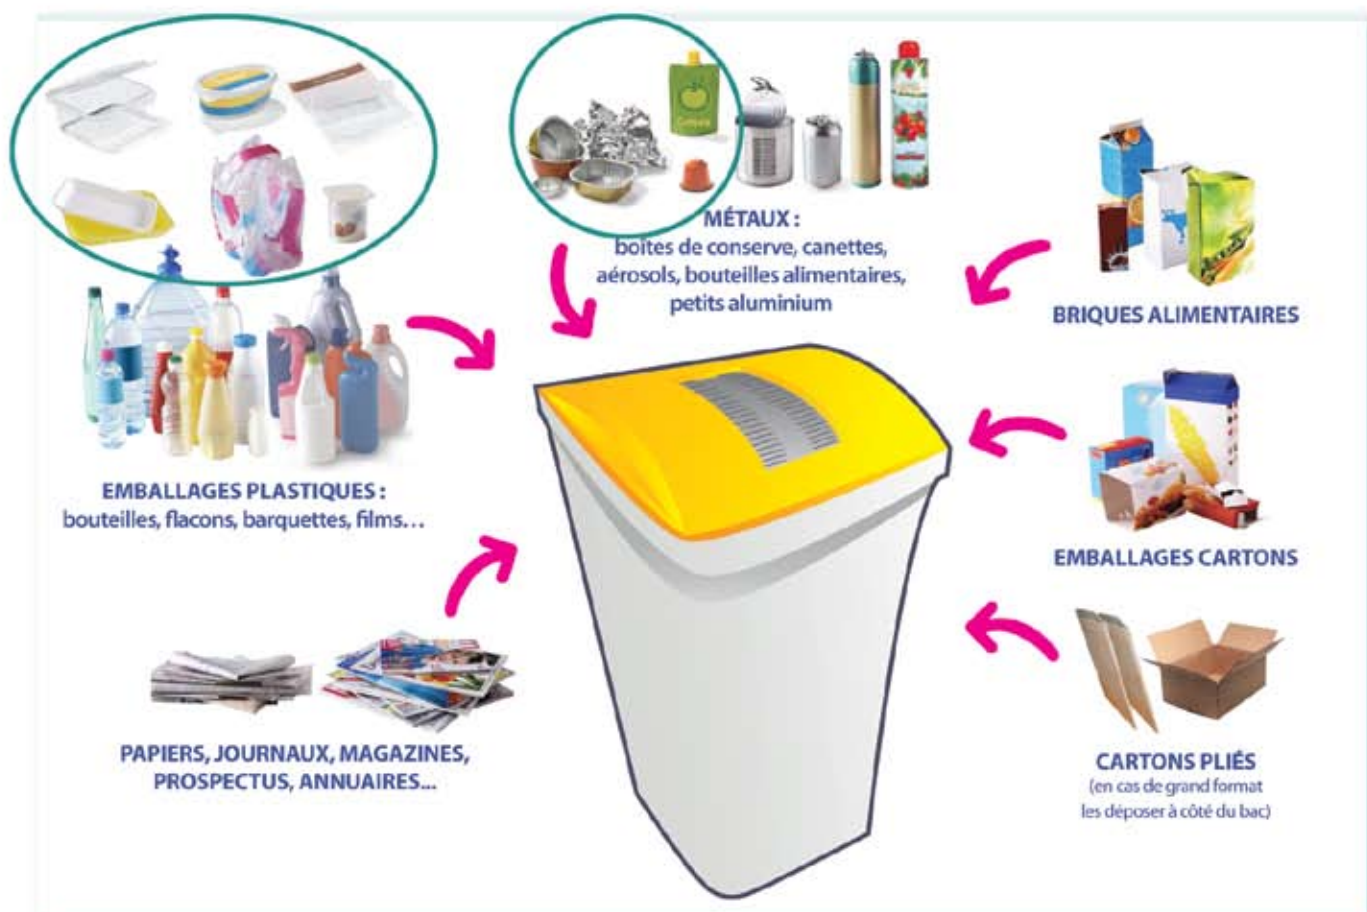 MÉTAUX :
boîtes de conserve, canettes,
aérosols, bouteilles alimentaires,
petits aluminium
BRIQUES ALIMENTAIRES
EMBALLAGES PLASTIQUES :
bouteilles, flacons, barquettes, films...
EMBALLAGES CARTONS
PAPIERS, JOURNAUX, MAGAZINES,
PROSPECTUS, ANNUAIRES...
CARTONS PLIÉS
(en cas de grand format
les déposer à côté du bac)